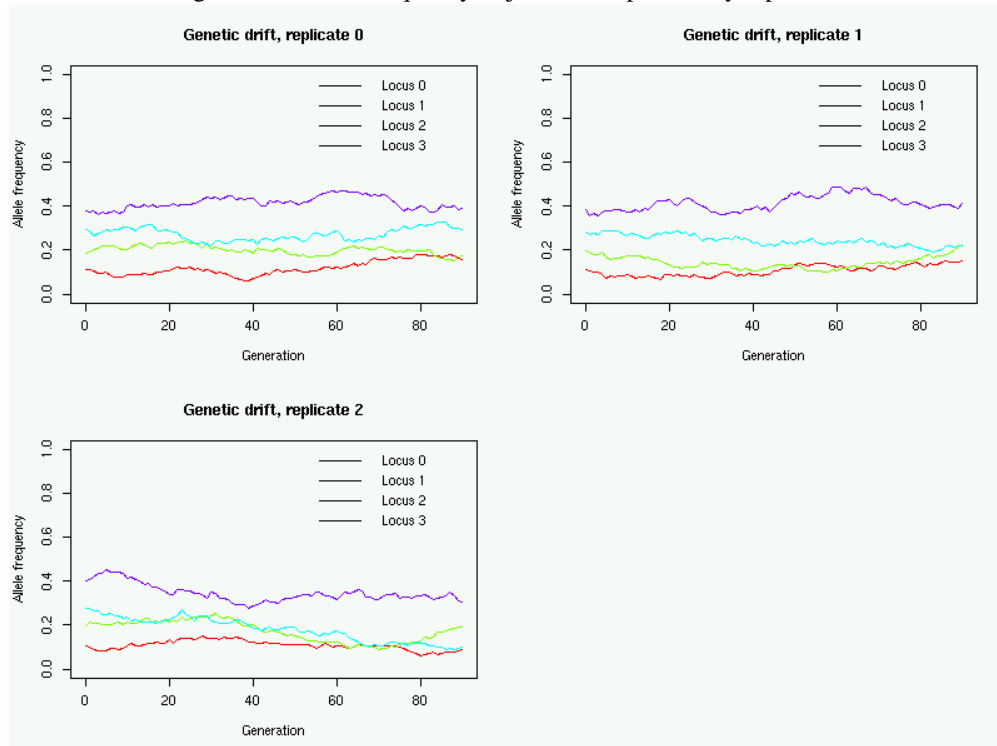 Genetic drift, replicate 0
1.0
0.8
0.6
0.4
0.2
0.0
Allele frequency
Locus 0
Locus 1
Locus 2
Locus 3
0 20 40 60 80
Generation
Genetic drift, replicate 1
1.0
0.8
0.6
0.4
0.2
0.0
Allele frequency
Locus 0
Locus 1
Locus 2
Locus 3
0 20 40 60 80
Generation
Genetic drift, replicate 2
1.0
0.8
0.6
0.4
0.2
0.0
Allele frequency
Locus 0
Locus 1
Locus 2
Locus 3
0 20 40 60 80
Generation